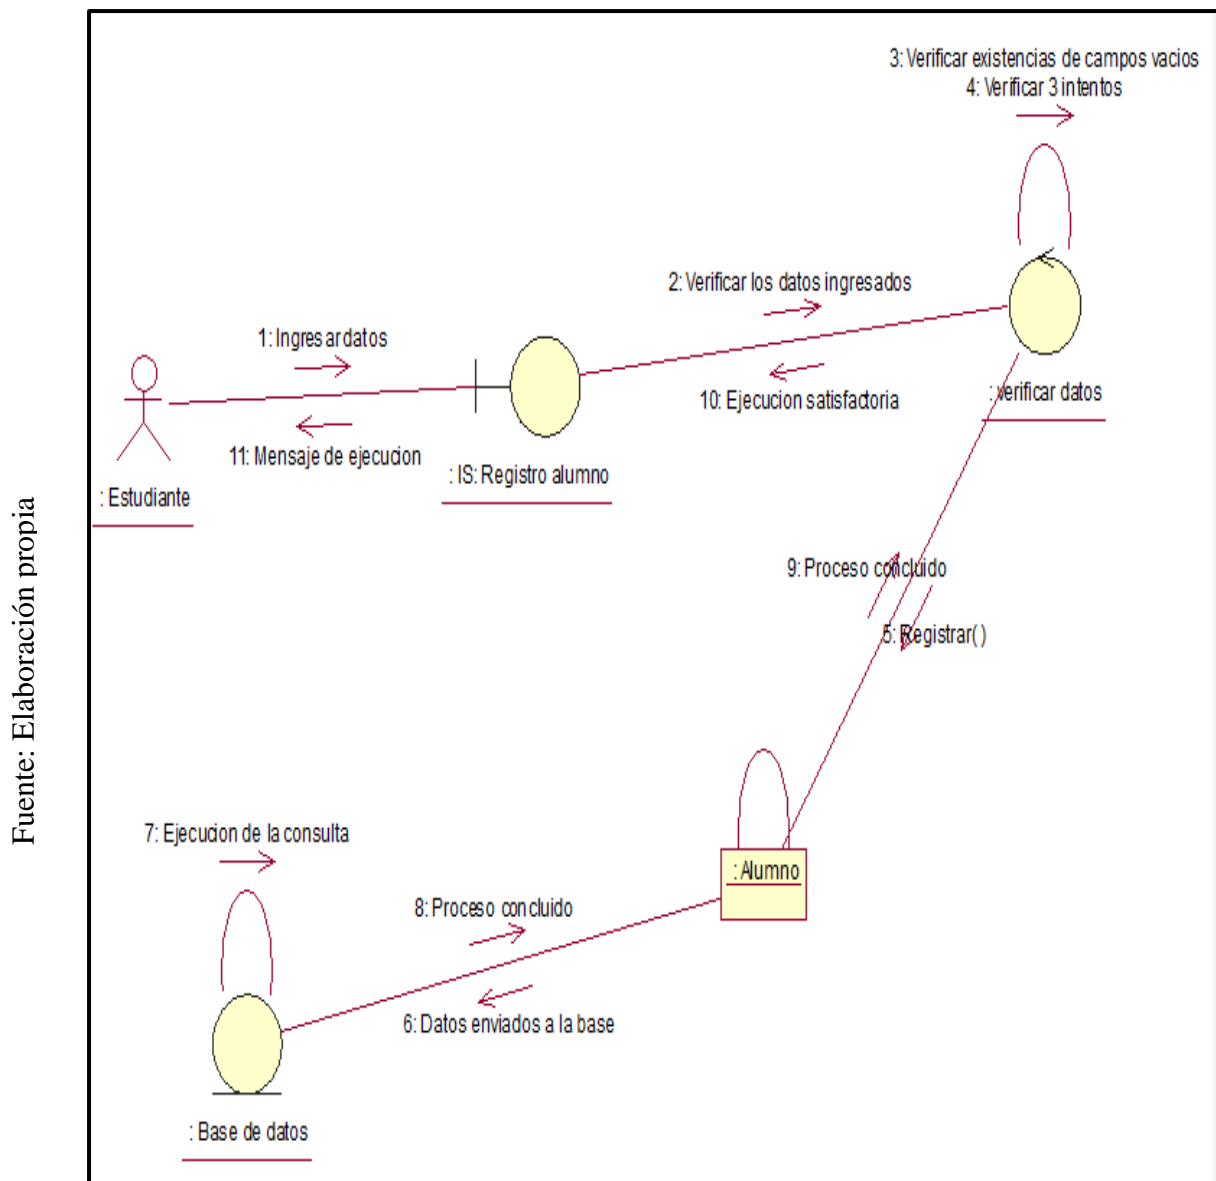 3: Verificar existencias de campos vacios
4: Verificar 3 intentos
2: Verificar los datos ingresados
1: Ingresar datos
10: Ejecucion satisfactoria
: verificar datos
11: Mensaje de ejecucion
: IS: Registro alumno
: Estudiante
Fuente: Elaboración propia
9: Proceso concluido
5: Registrar( )
7: Ejecucion de la consulta
: Alumno
8: Proceso concluido
6: Datos enviados a la base
: Base de datos